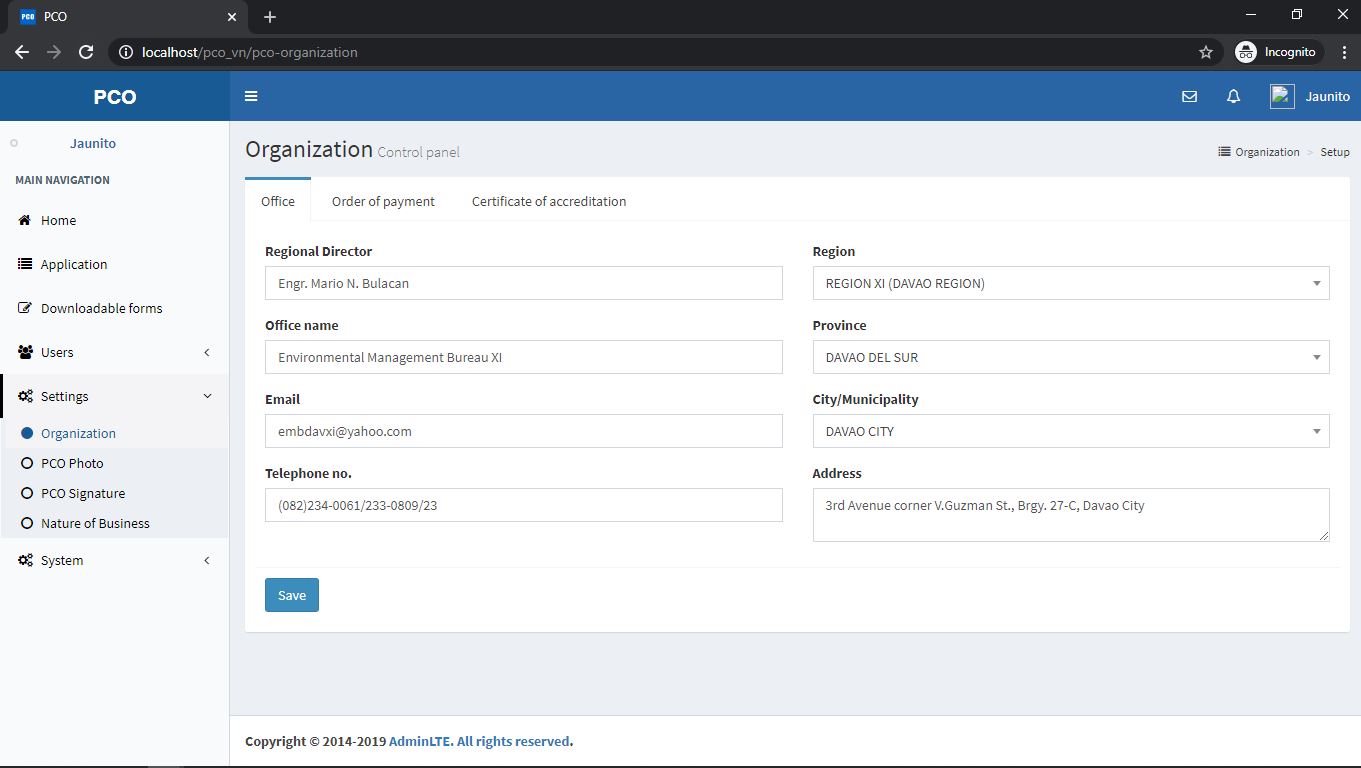 PCO
PCO
localhost/pco_vn/pco-organization
Incognito
PCO
Jaunito
Jaunito
MAIN NAVIGATION
Home
Application
Downloadable forms
Users
Settings
Organization
PCO Photo
PCO Signature
Nature of Business
System
Organization Control panel
Organization > Setup
Office
Order of payment
Certificate of accreditation
Regional Director
Engr. Mario N. Bulacan
Office name
Environmental Management Bureau XI
Email
embdavxi@yahoo.com
Telephone no.
(082)234-0061/233-0809/23
Region
REGION XI (DAVAO REGION)
Province
DAVAO DEL SUR
City/Municipality
DAVAO CITY
Address
3rd Avenue corner V.Guzman St., Brgy. 27-C, Davao City
Save
Copyright © 2014-2019 AdminLTE. All rights reserved.